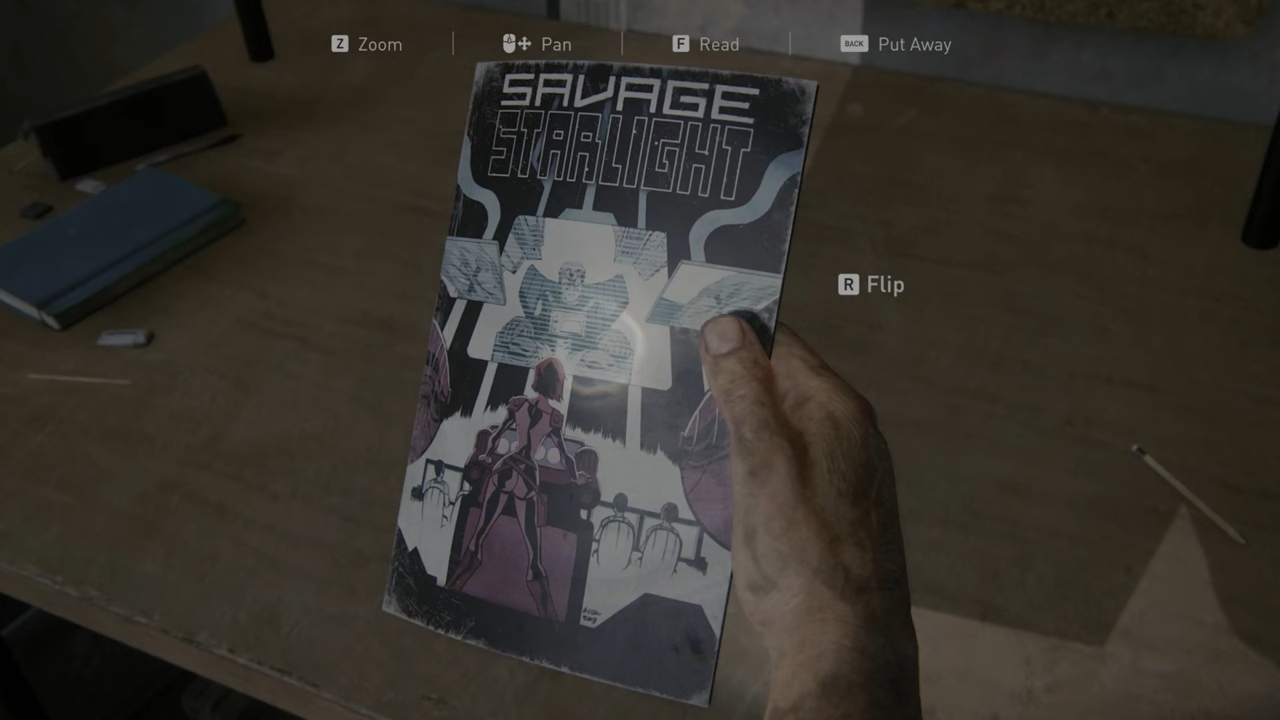 Z Zoom
Pan
F Read
BACK Put Away
SAVAGE
STARLIGHT
R Flip